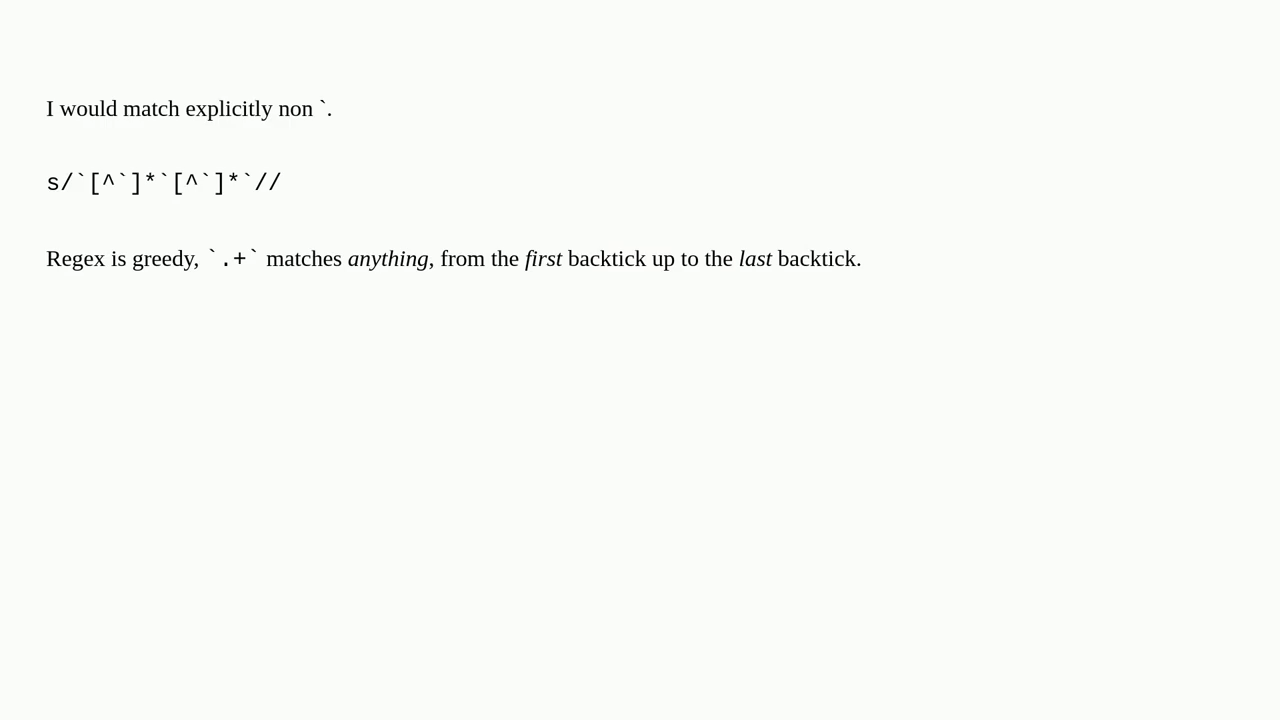 I would match explicitly non `.
s/`[^`]*`[^`]*`//
Regex is greedy, `.+` matches anything, from the first backtick up to the last backtick.